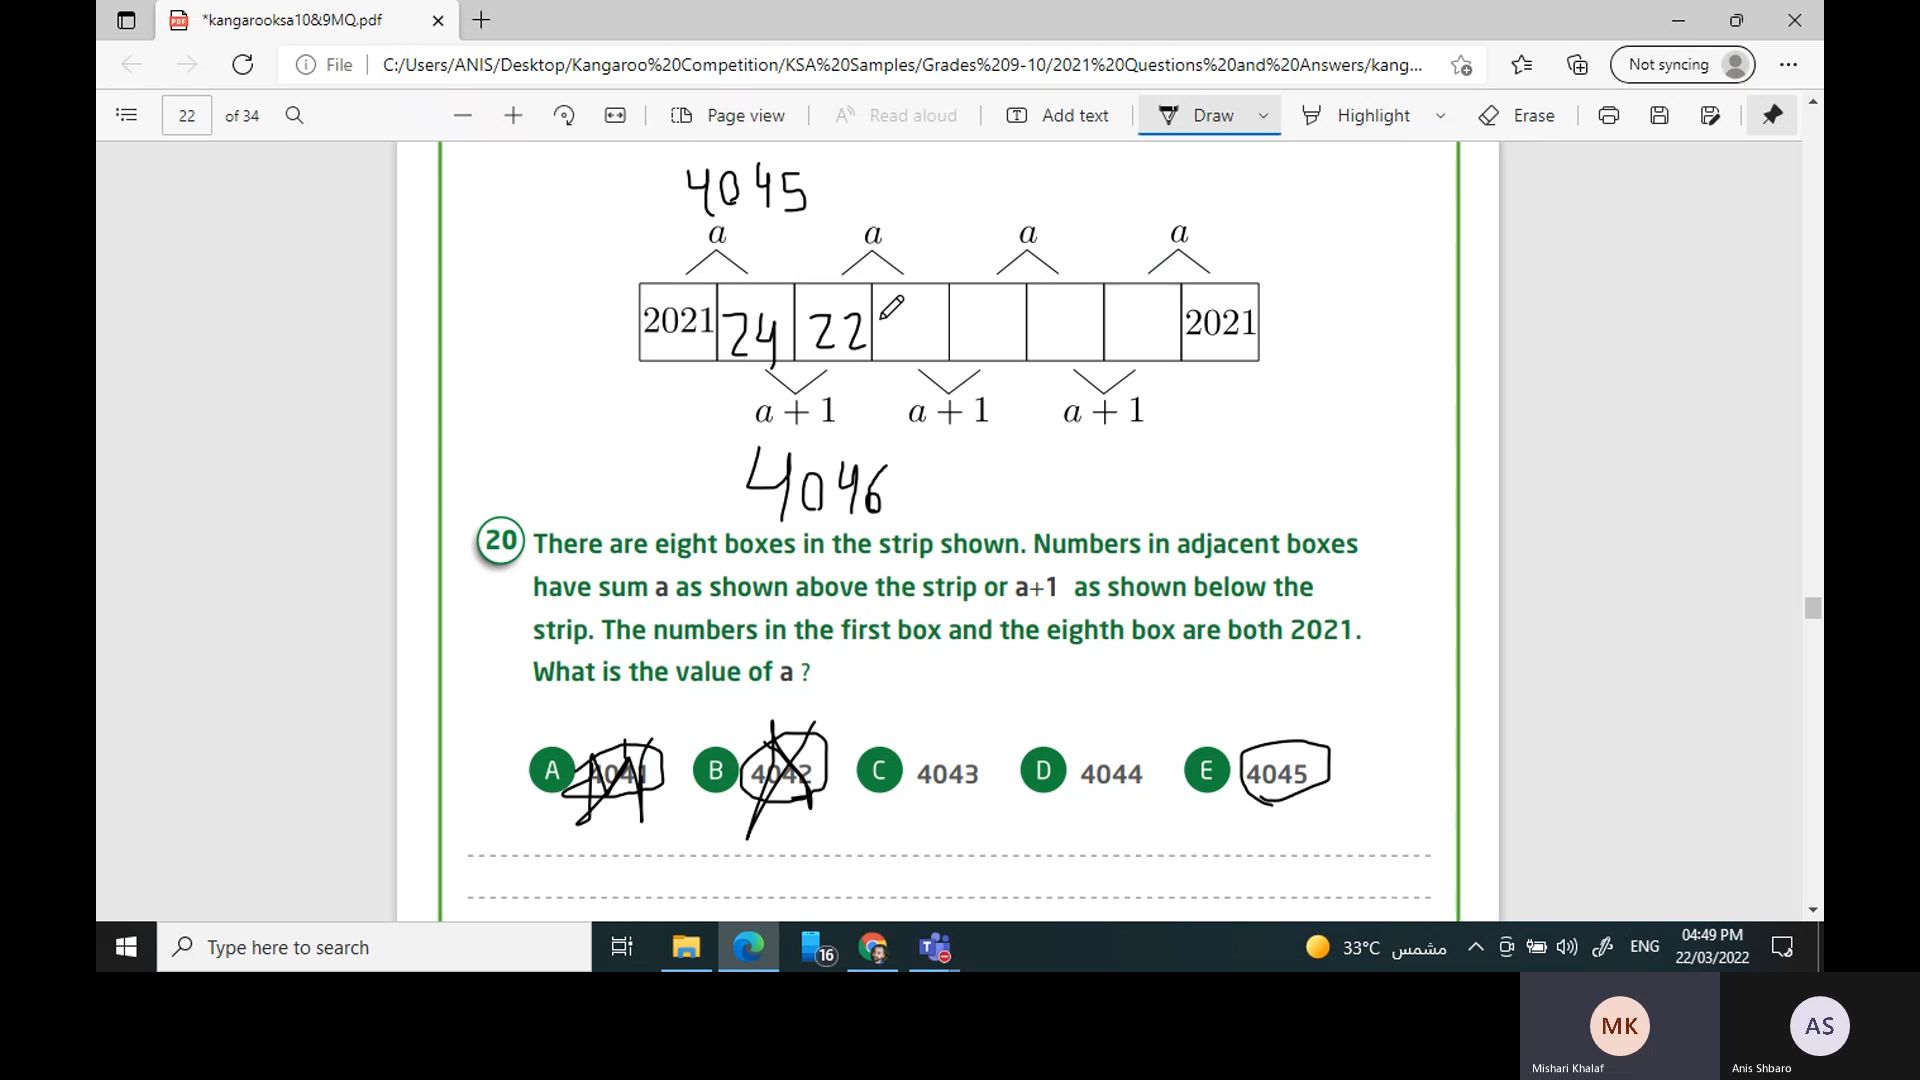 *kangarooksa10&9MQ.pdf
File C:/Users/ANIS/Desktop/Kangaroo%20Competition/KSA%20Samples/Grades%209-10/2021%20Questions%20and%20Answers/kang... Not syncing
22 of 34 Page view Read aloud Add text Draw Highlight Erase
4045
a a a a
2021 24 22 2021
a + 1 a + 1 a + 1
4046
20 There are eight boxes in the strip shown. Numbers in adjacent boxes
have sum a as shown above the strip or a+1 as shown below the
strip. The numbers in the first box and the eighth box are both 2021.
What is the value of a ?
A 4041 B 4042 C 4043 D 4044 E 4045
Type here to search 16 33°C مشمس ENG 04:49 PM
22/03/2022
MK AS
Mishari Khalaf Anis Shbaro